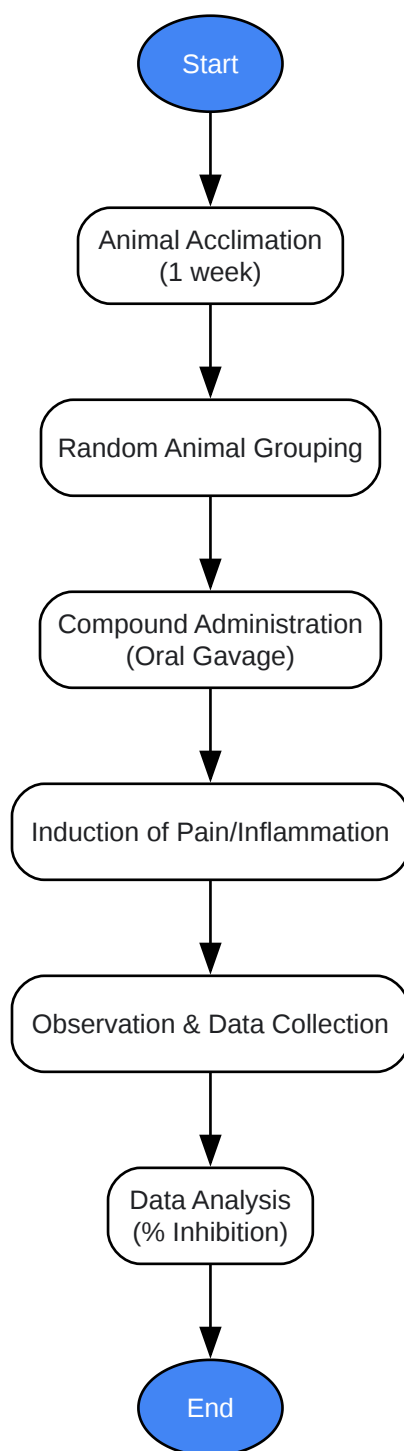 Start
Animal Acclimation
(1 week)
Random Animal Grouping
Compound Administration
(Oral Gavage)
Induction of Pain/Inflammation
Observation & Data Collection
Data Analysis
(% Inhibition)
End